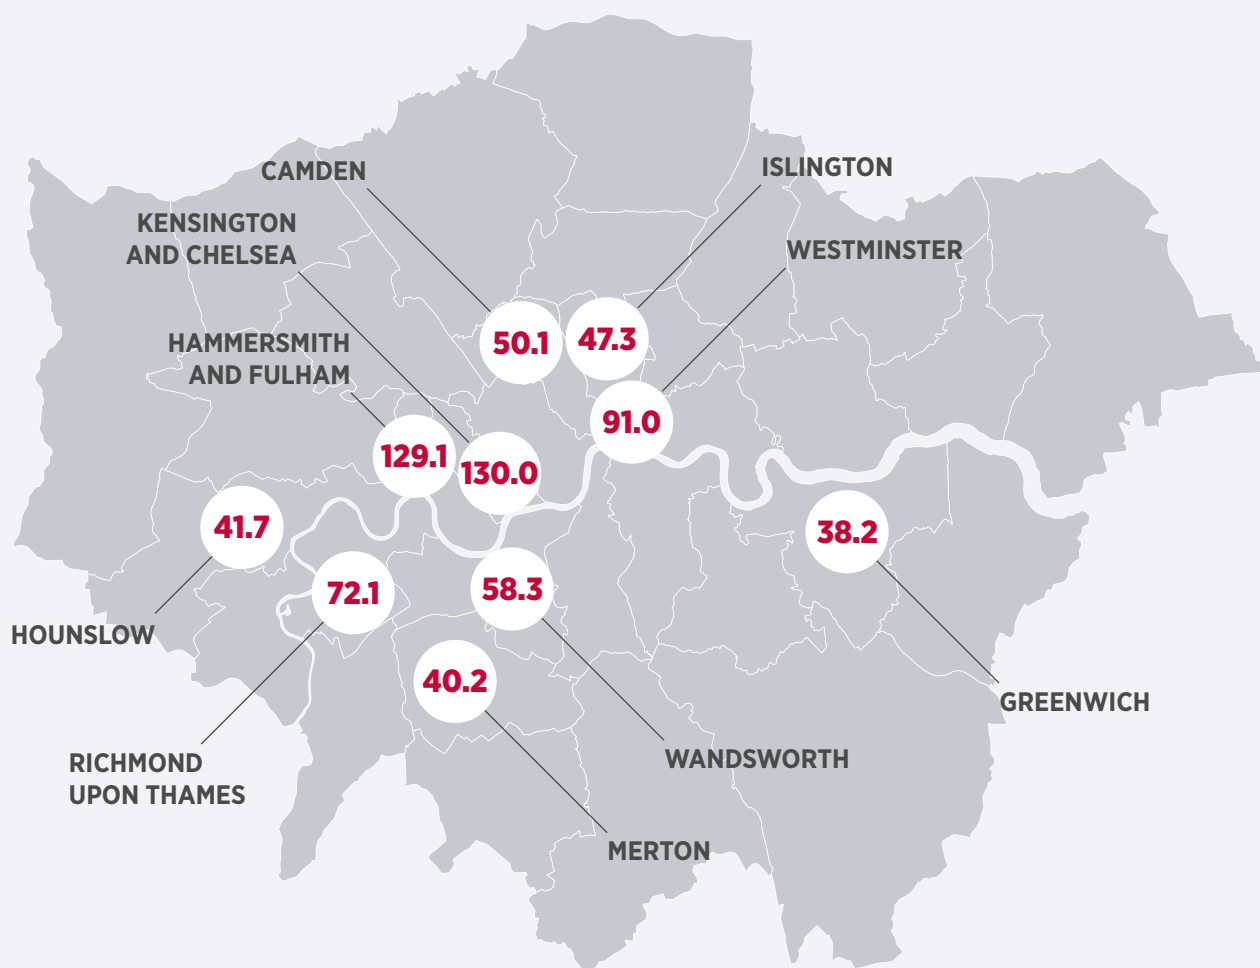 CAMDEN
ISLINGTON
KENSINGTON
AND CHELSEA
WESTMINSTER
HAMMERSMITH
AND FULHAM
50.1
47.3
91.0
129.1
130.0
41.7
38.2
72.1
58.3
HOUNSLOW
40.2
GREENWICH
RICHMOND
UPON THAMES
WANDSWORTH
MERTON